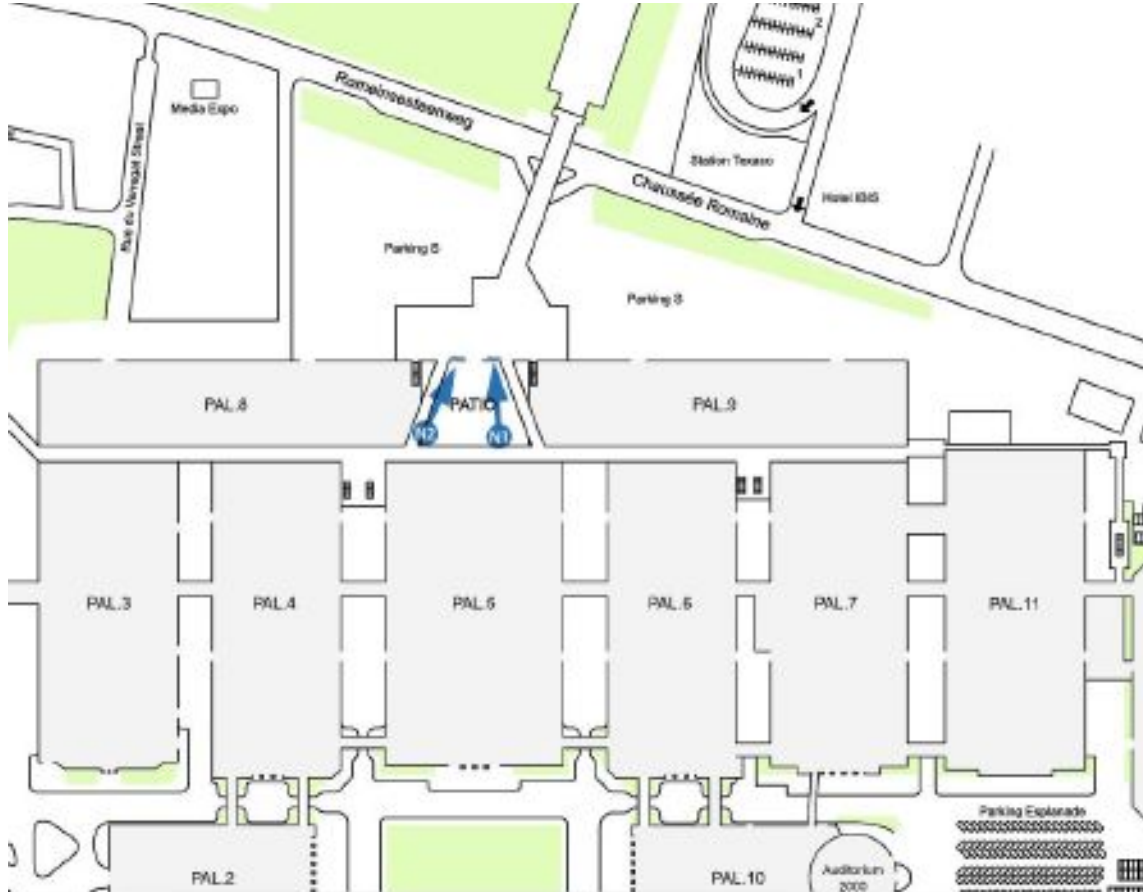 2
1
Romeinsesteenweg
Media Expo
Rue du Verregat Straat
Station Texaco
Chaussée Romaine
Hotel IBIS
Parking S
Parking S
PAL.8
PATIO
PAL.9
N2
N1
PAL.3
PAL.4
PAL.5
PAL.6
PAL.7
PAL.11
Parking Esplanade
PAL.2
PAL.10
Auditorium
2000